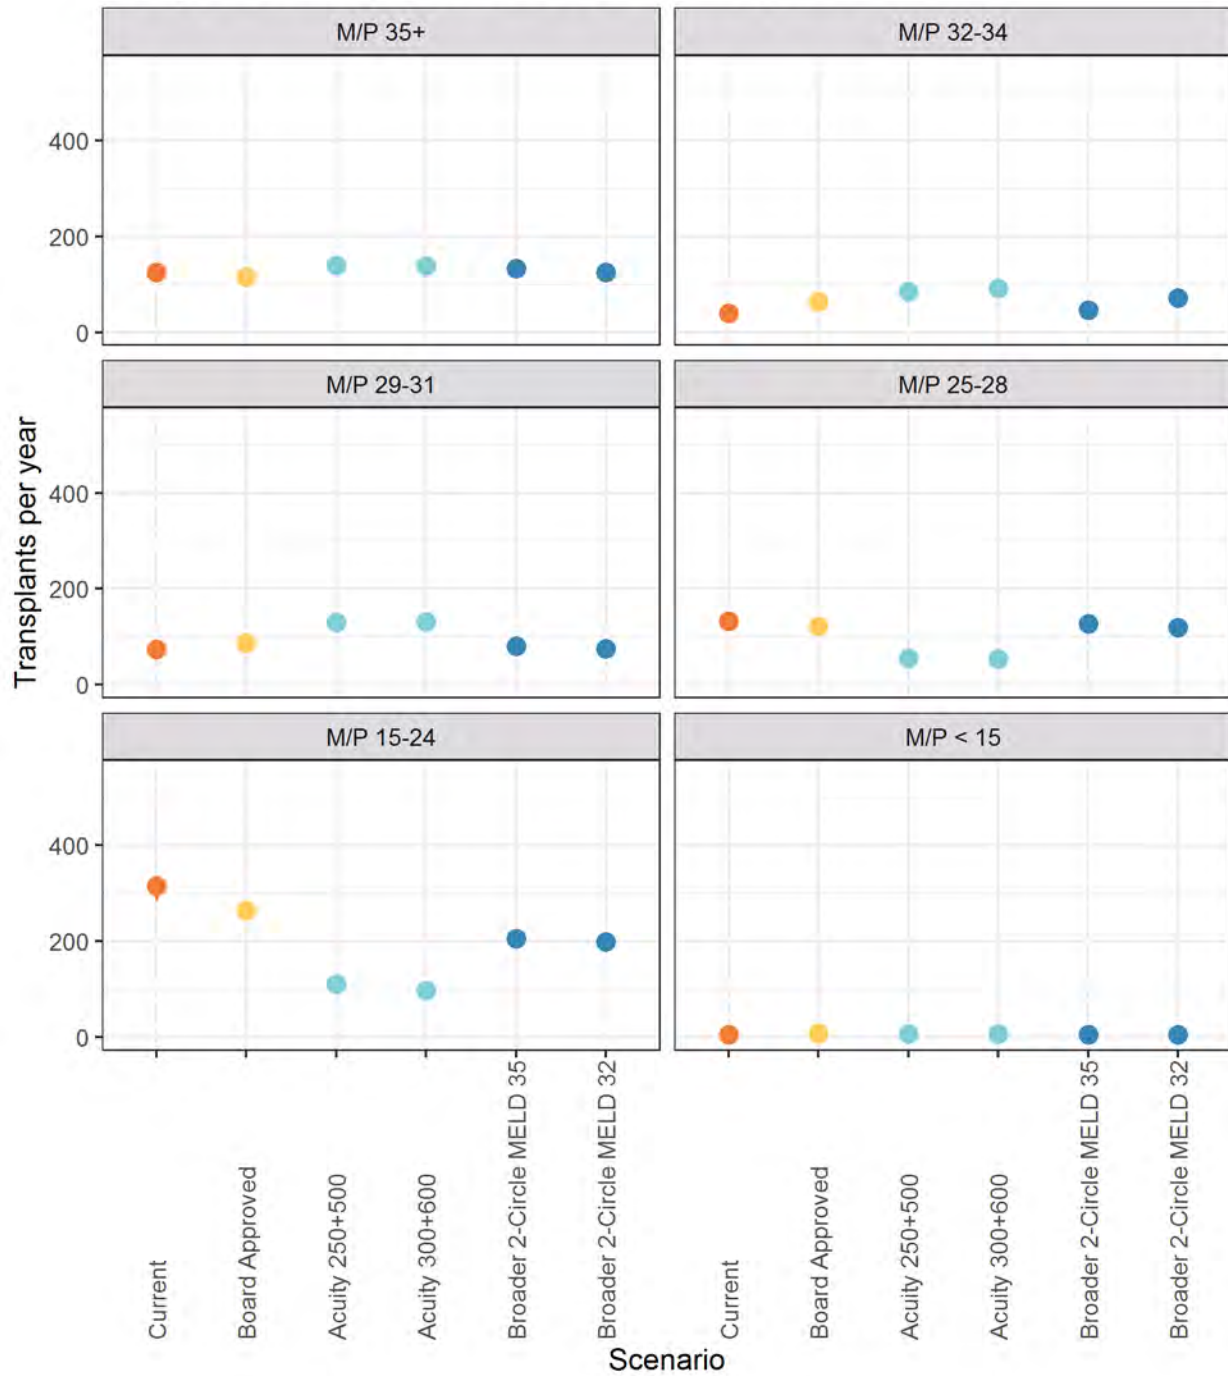 M/P 35+
M/P 32-34
400
200
0
M/P 29-31
M/P 25-28
400
200
0
M/P 15-24
M/P < 15
400
200
0
Transplants per year
Current
Board Approved
Acuity 250+500
Acuity 300+600
Broader 2-Circle MELD 35
Broader 2-Circle MELD 32
Current
Board Approved
Acuity 250+500
Acuity 300+600
Broader 2-Circle MELD 35
Broader 2-Circle MELD 32
Scenario